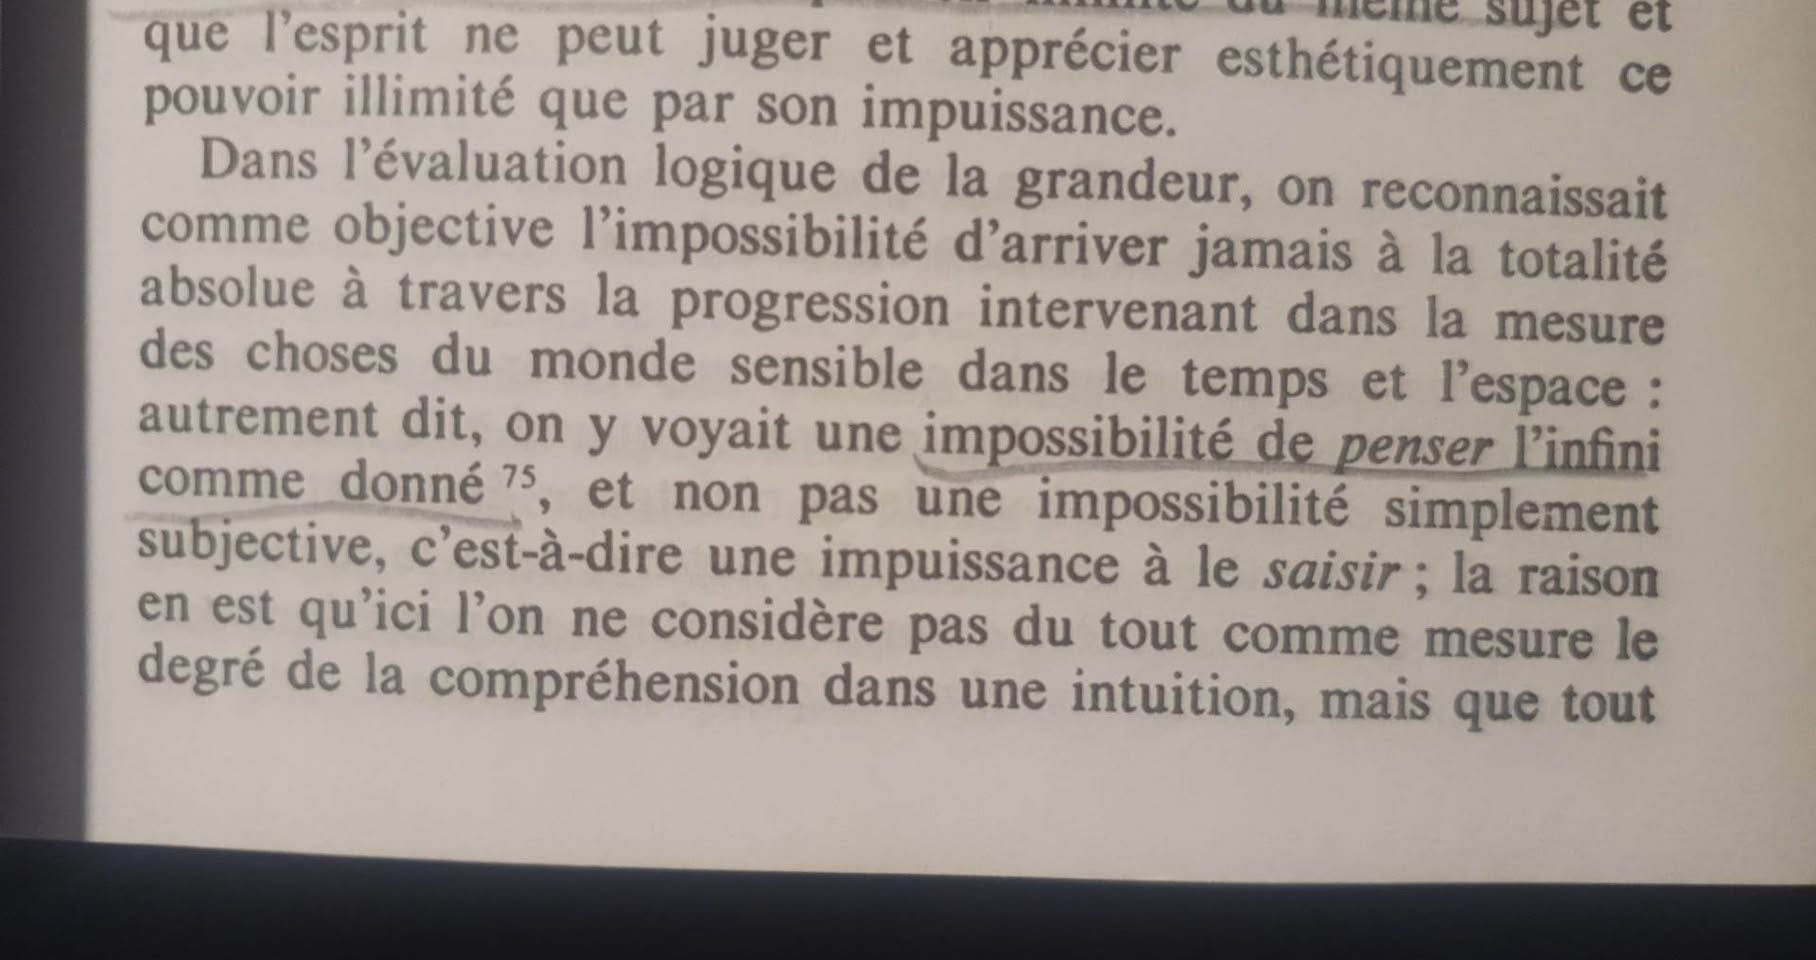 du même sujet et
que l'esprit ne peut juger et apprécier esthétiquement ce
pouvoir illimité que par son impuissance.
Dans l'évaluation logique de la grandeur, on reconnaissait
comme objective l'impossibilité d'arriver jamais à la totalité
absolue à travers la progression intervenant dans la mesure
des choses du monde sensible dans le temps et l'espace :
autrement dit, on y voyait une impossibilité de penser l'infini
comme donné 75, et non pas une impossibilité simplement
subjective, c'est-à-dire une impuissance à le saisir ; la raison
en est qu'ici l'on ne considère pas du tout comme mesure le
degré de la compréhension dans une intuition, mais que tout